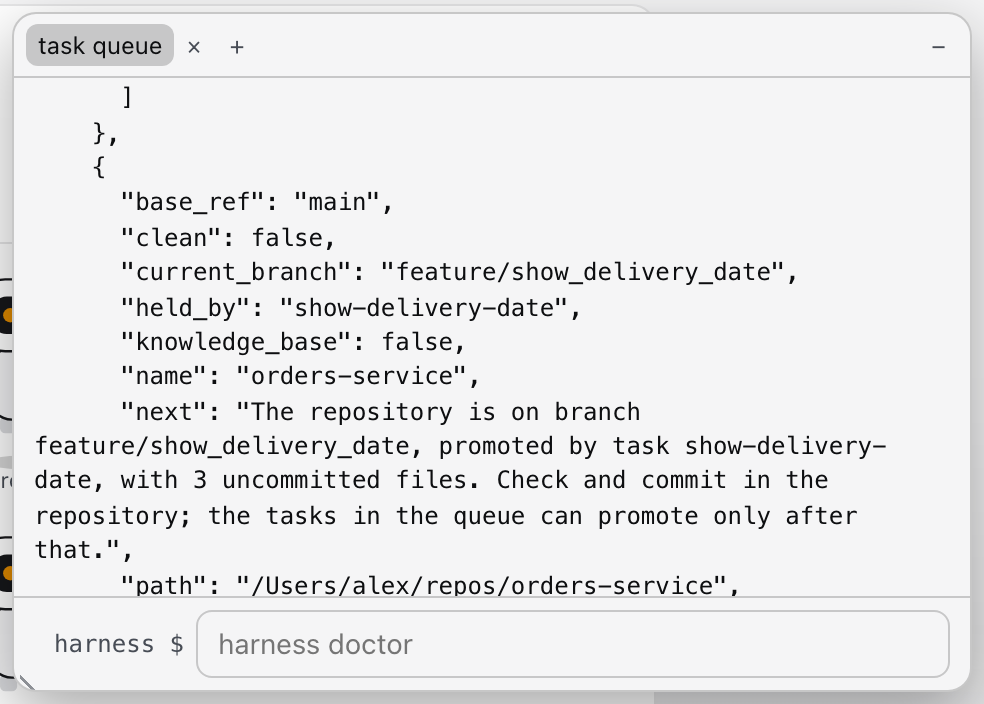 task queue × + −
]
},
{
"base_ref": "main",
"clean": false,
"current_branch": "feature/show_delivery_date",
"held_by": "show-delivery-date",
"knowledge_base": false,
"name": "orders-service",
"next": "The repository is on branch
feature/show_delivery_date, promoted by task show-delivery-
date, with 3 uncommitted files. Check and commit in the
repository; the tasks in the queue can promote only after
that.",
"path": "/Users/alex/repos/orders-service",
harness $ harness doctor